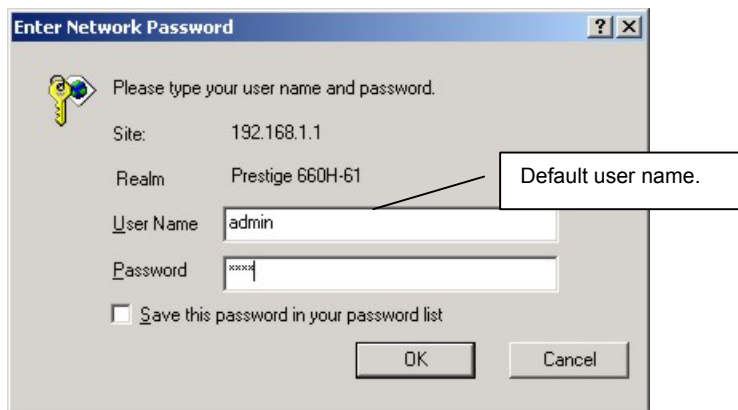 Enter Network Password
? X
Please type your user name and password.
Site: 192.168.1.1
Realm Prestige 660H-61
Default user name.
User Name admin
Password xxxx
Save this password in your password list
OK Cancel